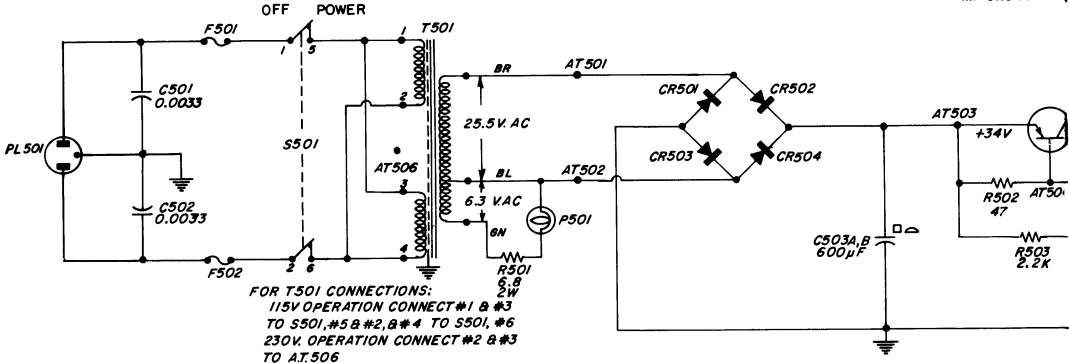 OFF POWER
F501
1
5
T501
1
C501
0.0033
2
PL501
S501
AT506
3
C502
0.0033
4
F502
2
6
BR
AT501
25.5V. AC
BL
AT502
6.3 V.AC
P501
GN
R501
6.8
2W
CR501
CR502
CR503
CR504
AT503
+34V
R502
47
AT50
C503A,B
600µF
R503
2.2K
FOR T501 CONNECTIONS:
115V OPERATION CONNECT #1 & #3
TO S501, #5 & #2, & #4 TO S501, #6
230V. OPERATION CONNECT #2 & #3
TO A.T. 506